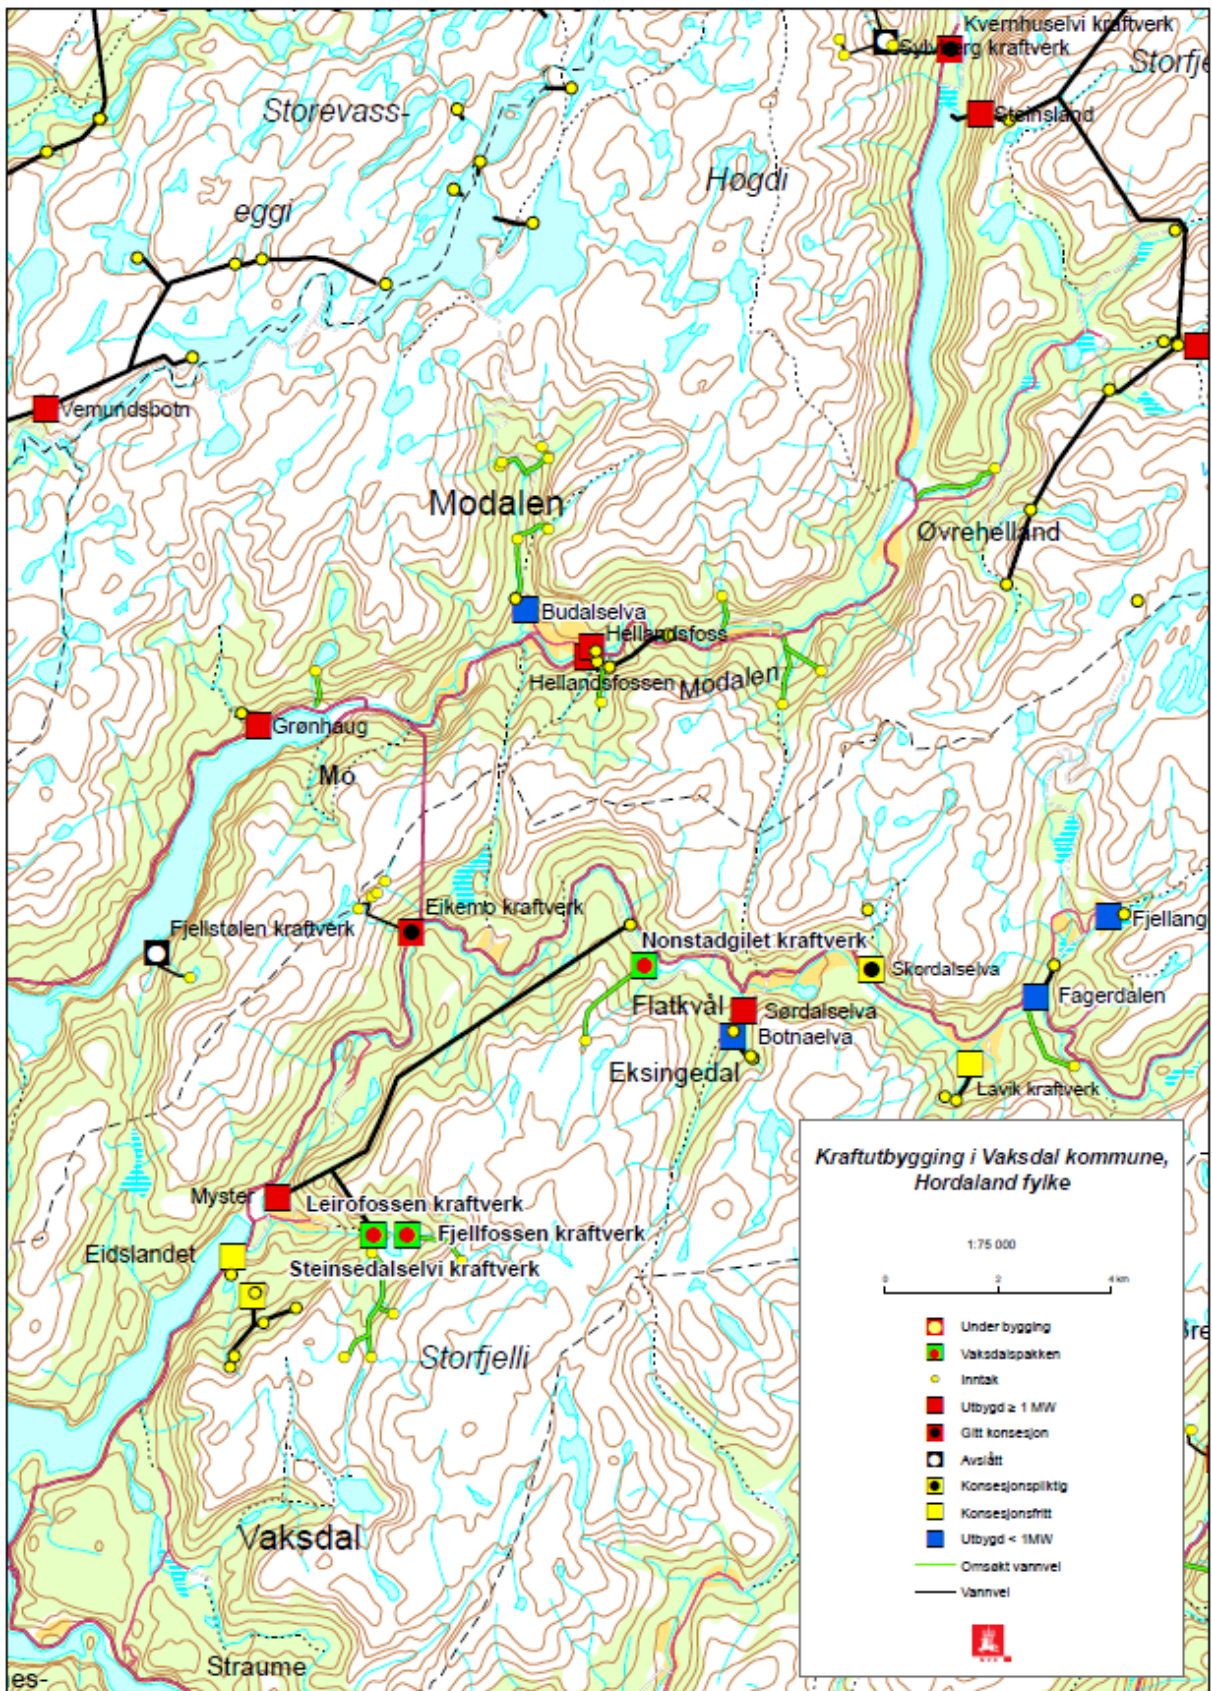 Kvernhuselvi kraftverk
Sylvberg kraftverk
Storfje
Storevass-
Steinsland
Høgdi
eggi
Vemundsbotn
Modalen
Øvrehelland
Budalselva
Hellandsfoss
Hellandsfossen
Modalen
Grønhaug
Mo
Eikemo kraftverk
Fjellstølen kraftverk
Nonstadgilet kraftverk
Fjellang
Skordalselva
Fagerdalen
Flatkvål
Sørdalselva
Botnaelva
Eksingedal
Lavik kraftverk
Myster
Leirofossen kraftverk
Fjellfossen kraftverk
Eidslandet
Steinsedalselvi kraftverk
Storfjelli
Vaksdal
Straume
es-
Kraftutbygging i Vaksdal kommune,
Hordaland fylke
1:75 000
0 2 4 km
Under bygging
Vaksdalspakken
Inntak
Utbygd ≥ 1 MW
Gitt konsesjon
Avslått
Konsesjonspliktig
Konsesjonsfritt
Utbygd < 1MW
Omsøkt vannvei
Vannvei
NVE